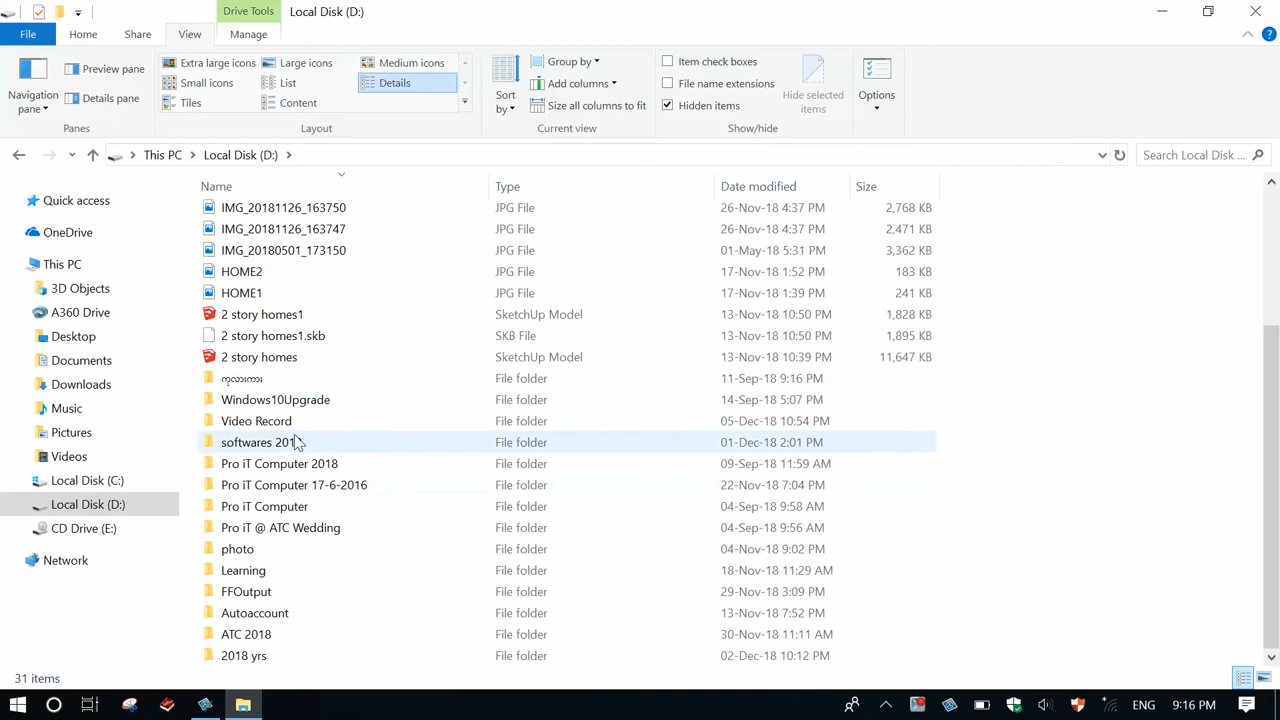 Drive Tools Local Disk (D:)
File Home Share View Manage
Navigation pane
Preview pane
Details pane
Panes
Extra large icons Large icons Medium icons
Small icons List Details
Tiles Content
Layout
Sort by
Group by
Add columns
Size all columns to fit
Current view
Item check boxes
File name extensions
Hidden items
Hide selected items
Show/hide
Options
This PC Local Disk (D:) Search Local Disk ...
Quick access
OneDrive
This PC
3D Objects
A360 Drive
Desktop
Documents
Downloads
Music
Pictures
Videos
Local Disk (C:)
Local Disk (D:)
CD Drive (E:)
Network
Name Type Date modified Size
IMG_20181126_163750 JPG File 26-Nov-18 4:37 PM 2,768 KB
IMG_20181126_163747 JPG File 26-Nov-18 4:37 PM 2,471 KB
IMG_20180501_173150 JPG File 01-May-18 5:31 PM 3,362 KB
HOME2 JPG File 17-Nov-18 1:52 PM 183 KB
HOME1 JPG File 17-Nov-18 1:39 PM 241 KB
2 story homes1 SketchUp Model 13-Nov-18 10:50 PM 1,828 KB
2 story homes1.skb SKB File 13-Nov-18 10:50 PM 1,895 KB
2 story homes SketchUp Model 13-Nov-18 10:39 PM 11,647 KB
File folder 11-Sep-18 9:16 PM
Windows10Upgrade File folder 14-Sep-18 5:07 PM
Video Record File folder 05-Dec-18 10:54 PM
softwares File folder 01-Dec-18 2:01 PM
Pro iT Computer 2018 File folder 09-Sep-18 11:59 AM
Pro iT Computer 17-6-2016 File folder 22-Nov-18 7:04 PM
Pro iT Computer File folder 04-Sep-18 9:58 AM
Pro iT @ ATC Wedding File folder 04-Sep-18 9:56 AM
photo File folder 04-Nov-18 9:02 PM
Learning File folder 18-Nov-18 11:29 AM
FFOutput File folder 29-Nov-18 3:09 PM
Autoaccount File folder 13-Nov-18 7:52 PM
ATC 2018 File folder 30-Nov-18 11:11 AM
2018 yrs File folder 02-Dec-18 10:12 PM
31 items
ENG 9:16 PM